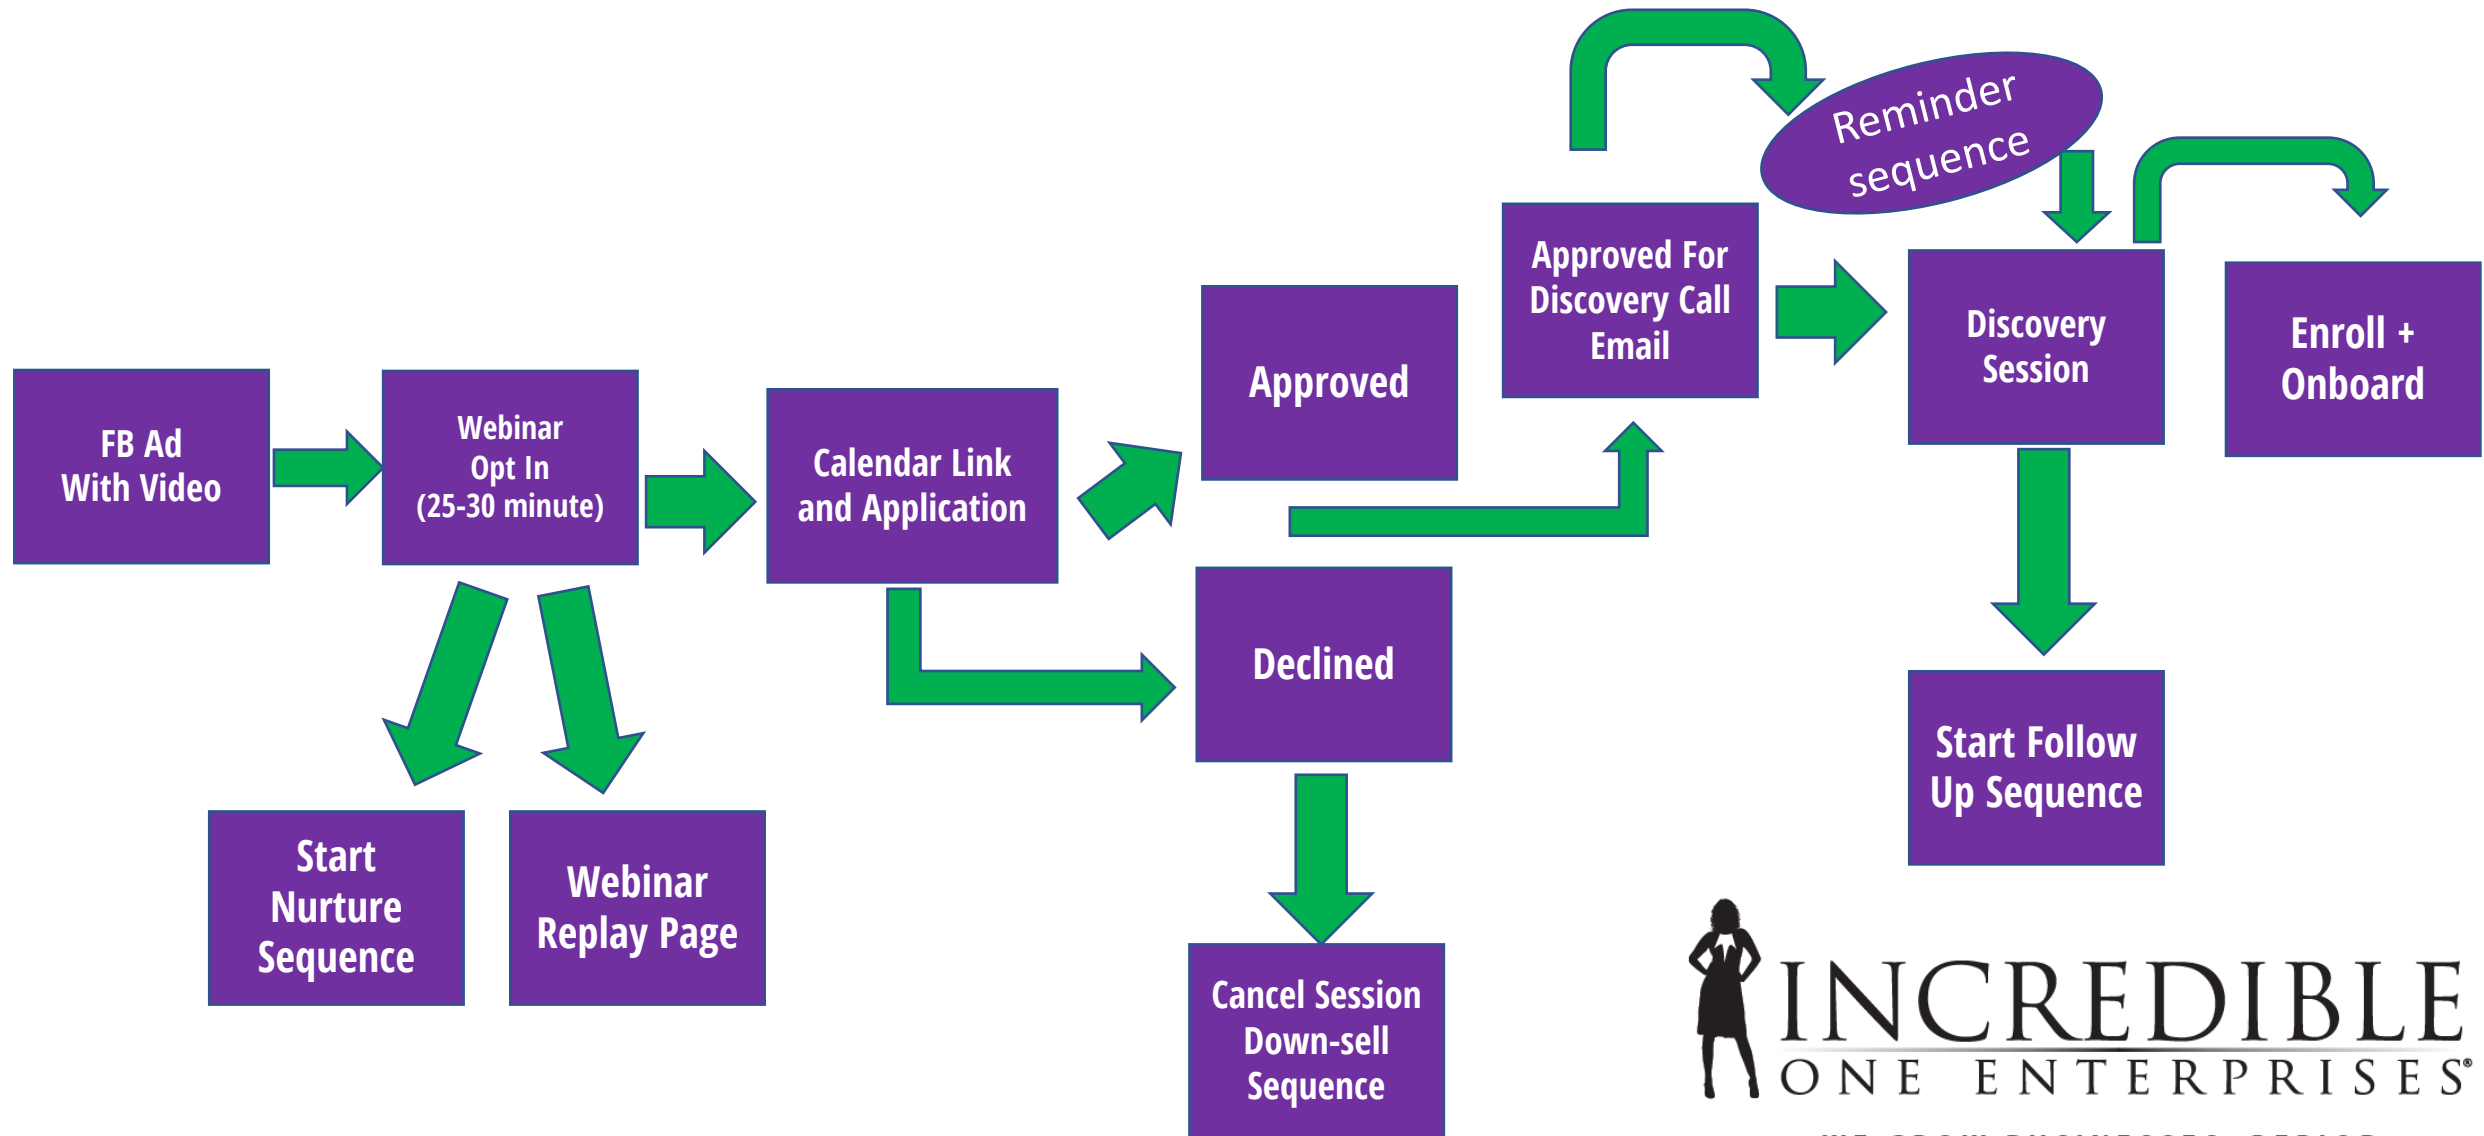 FB Ad
With Video
Webinar
Opt In
(25-30 minute)
Start
Nurture
Sequence
Webinar
Replay Page
Calendar Link
and Application
Approved
Declined
Cancel Session
Down-sell
Sequence
Approved For
Discovery Call
Email
Reminder
sequence
Discovery
Session
Enroll +
Onboard
Start Follow
Up Sequence
INCREDIBLE
ONE ENTERPRISES®